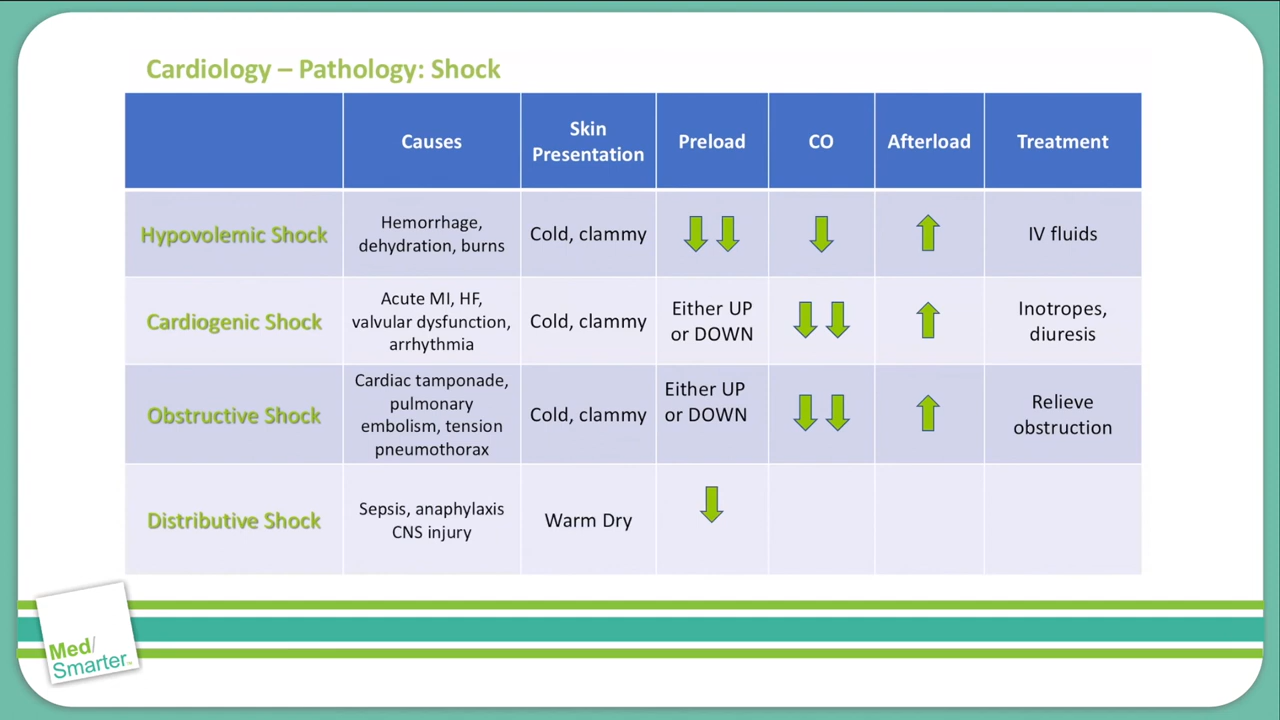 Cardiology – Pathology: Shock
Causes
Skin
Presentation
Preload
CO
Afterload
Treatment
Hypovolemic Shock
Hemorrhage,
dehydration, burns
Cold, clammy
IV fluids
Cardiogenic Shock
Acute MI, HF,
valvular dysfunction,
arrhythmia
Cold, clammy
Either UP
or DOWN
Inotropes,
diuresis
Obstructive Shock
Cardiac tamponade,
pulmonary
embolism, tension
pneumothorax
Cold, clammy
Either UP
or DOWN
Relieve
obstruction
Distributive Shock
Sepsis, anaphylaxis
CNS injury
Warm Dry
Med/
Smarter™